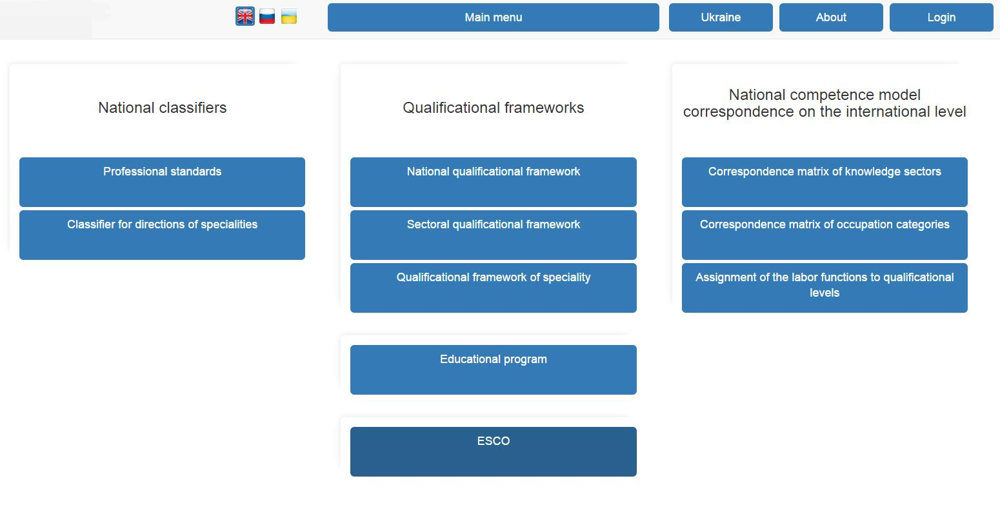 Main menu
Ukraine
About
Login
National classifiers
Professional standards
Classifier for directions of specialities
Qualificational frameworks
National qualificational framework
Sectoral qualificational framework
Qualificational framework of speciality
Educational program
ESCO
National competence model
correspondence on the international level
Correspondence matrix of knowledge sectors
Correspondence matrix of occupation categories
Assignment of the labor functions to qualificational
levels